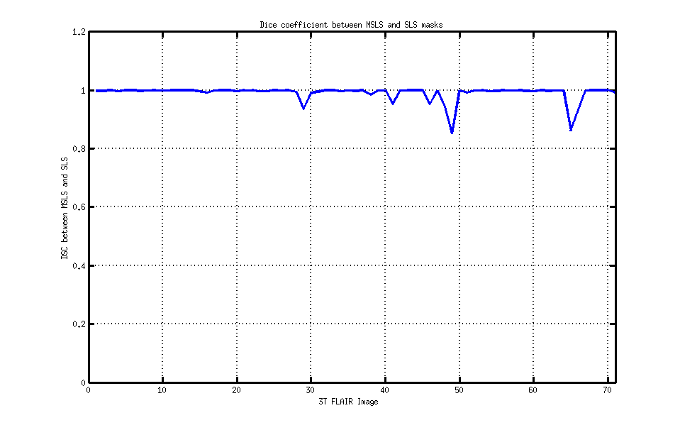 Dice coefficient between MSLS and SLS masks
1.2
1
0.8
0.6
0.4
0.2
0
DSC between MSLS and SLS
0 10 20 30 40 50 60 70
3T FLAIR Image